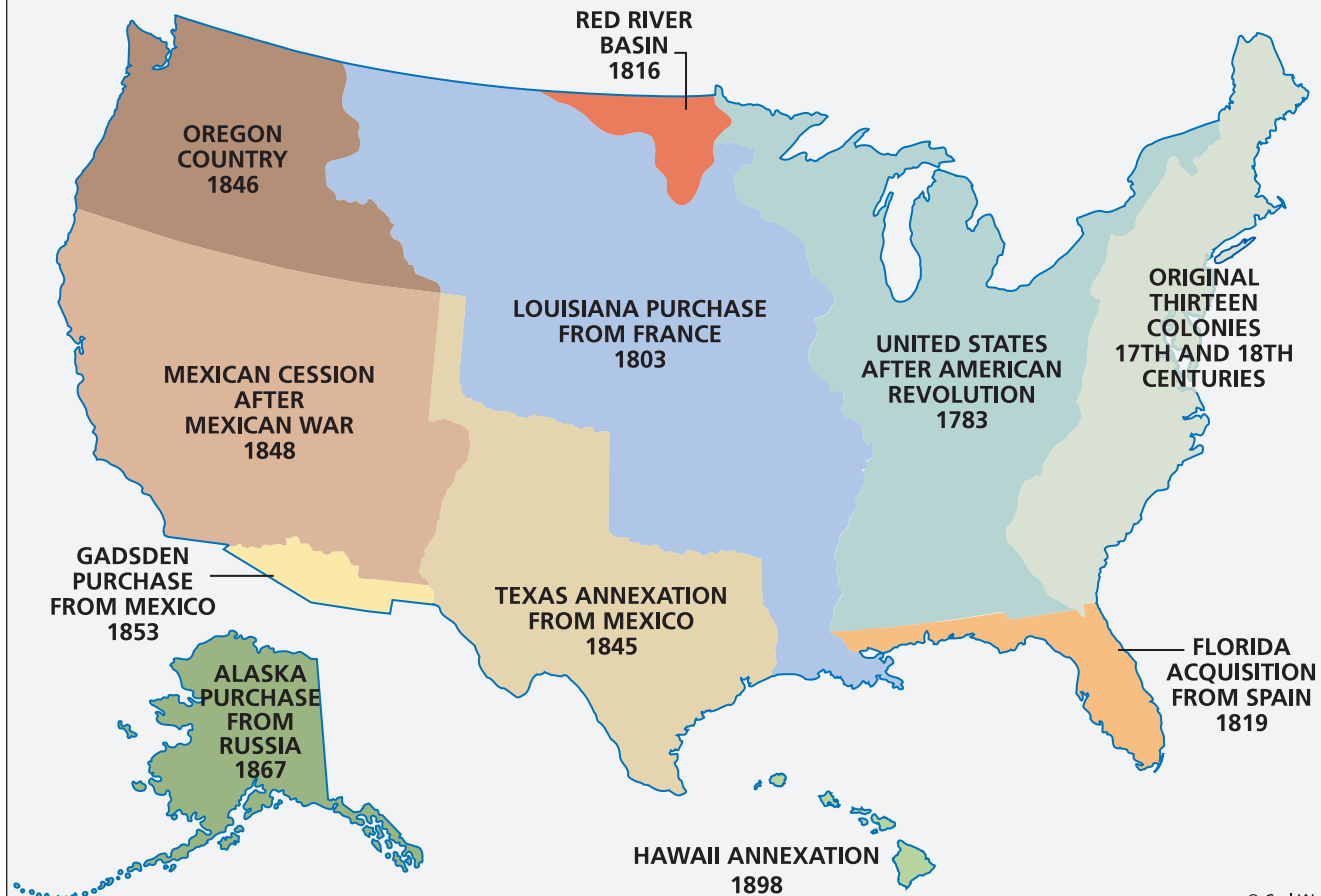 RED RIVER
BASIN
1816
OREGON
COUNTRY
1846
LOUISIANA PURCHASE
FROM FRANCE
1803
ORIGINAL
THIRTEEN
COLONIES
17TH AND 18TH
CENTURIES
UNITED STATES
AFTER AMERICAN
REVOLUTION
1783
MEXICAN CESSION
AFTER
MEXICAN WAR
1848
GADSDEN
PURCHASE
FROM MEXICO
1853
TEXAS ANNEXATION
FROM MEXICO
1845
FLORIDA
ACQUISITION
FROM SPAIN
1819
ALASKA
PURCHASE
FROM
RUSSIA
1867
HAWAII ANNEXATION
1898